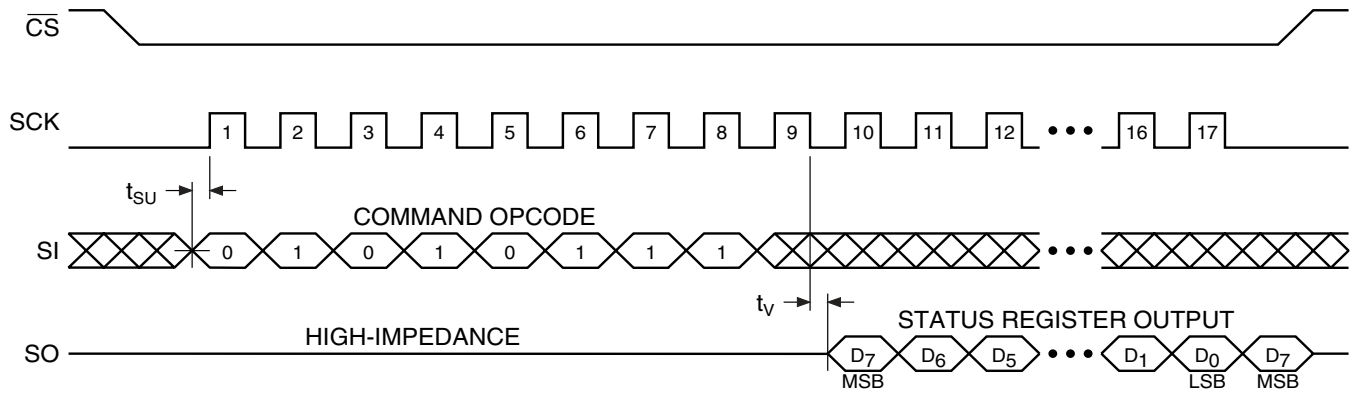 CS
SCK 1 2 3 4 5 6 7 8 9 10 11 12 ••• 16 17
tSU
COMMAND OPCODE
SI 0 1 0 1 0 1 1 1 •••
tV
HIGH-IMPEDANCE STATUS REGISTER OUTPUT
SO D7 D6 D5 ••• D1 D0 D7
MSB LSB MSB